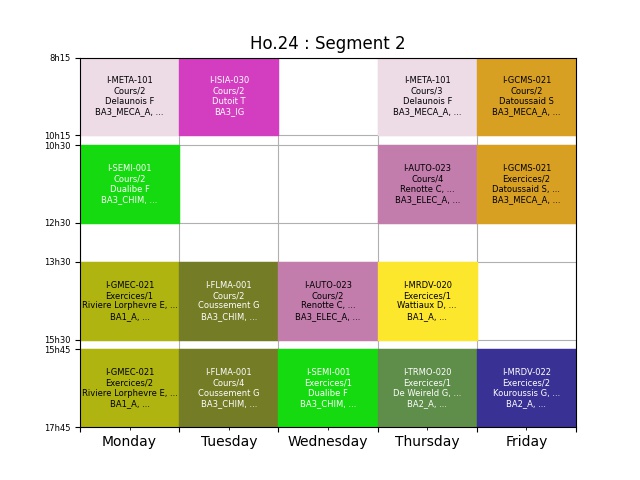 Ho.24 : Segment 2
8h15
I-META-101
Cours/2
Delaunois F
BA3_MECA_A, ...
I-ISIA-030
Cours/2
Dutoit T
BA3_IG
I-META-101
Cours/3
Delaunois F
BA3_MECA_A, ...
I-GCMS-021
Cours/2
Datoussaid S
BA3_MECA_A, ...
10h15
10h30
I-SEMI-001
Cours/2
Dualibe F
BA3_CHIM, ...
I-AUTO-023
Cours/4
Renotte C, ...
BA3_ELEC_A, ...
I-GCMS-021
Exercices/2
Datoussaid S, ...
BA3_MECA_A, ...
12h30
13h30
I-GMEC-021
Exercices/1
Riviere Lorphevre E, ...
BA1_A, ...
I-FLMA-001
Cours/2
Coussement G
BA3_CHIM, ...
I-AUTO-023
Cours/2
Renotte C, ...
BA3_ELEC_A, ...
I-MRDV-020
Exercices/1
Wattiaux D, ...
BA1_A, ...
15h30
15h45
I-GMEC-021
Exercices/2
Riviere Lorphevre E, ...
BA1_A, ...
I-FLMA-001
Cours/4
Coussement G
BA3_CHIM, ...
I-SEMI-001
Exercices/1
Dualibe F
BA3_CHIM, ...
I-TRMO-020
Exercices/1
De Weireld G, ...
BA2_A, ...
I-MRDV-022
Exercices/2
Kouroussis G, ...
BA2_A, ...
17h45
Monday
Tuesday
Wednesday
Thursday
Friday